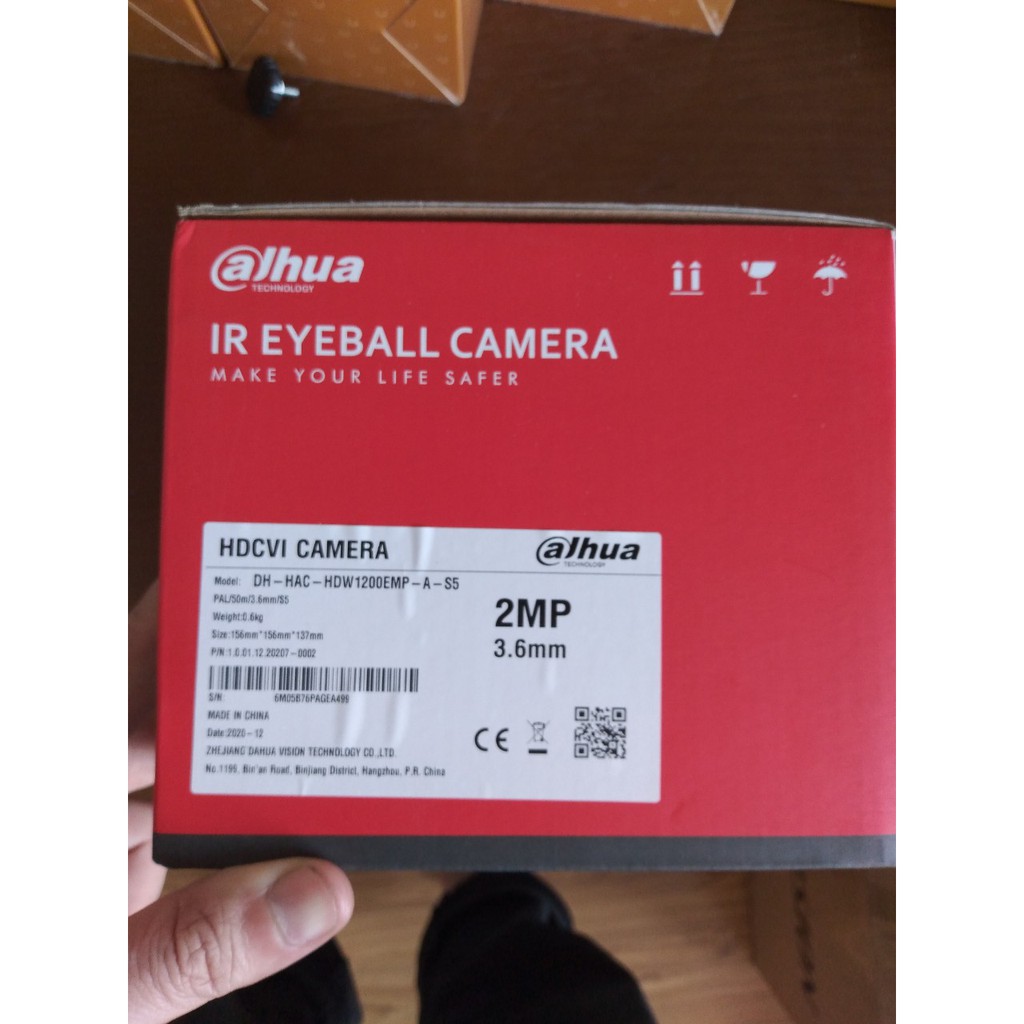 alhua
TECHNOLOGY
IR EYEBALL CAMERA
MAKE YOUR LIFE SAFER
HDCVI CAMERA
alhua
TECHNOLOGY
Model: DH-HAC-HDW1200EMP-A-S5
PAL/50m/3.6mm/S5
Weight:0.6kg
Size:156mm*156mm*137mm
P/N:1.0.01.12.20207-0002
2MP
3.6mm
S/N 6M05B76PAGEA499
MADE IN CHINA
Date:2020-12
ZHEJIANG DAHUA VISION TECHNOLOGY CO.,LTD.
No.1199, Bin'an Road, Binjiang District, Hangzhou, P.R. China
CE